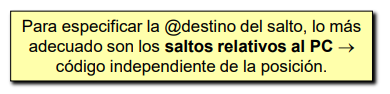 Para especificar la @destino del salto, lo más
adecuado son los saltos relativos al PC →
código independiente de la posición.